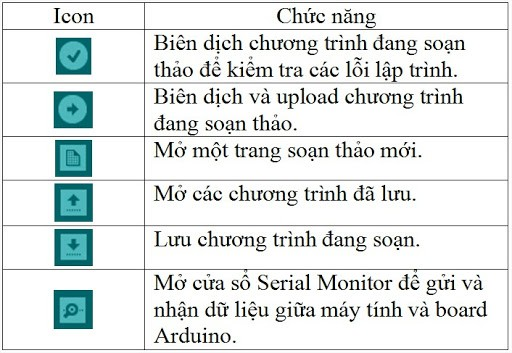 Icon
Chức năng
Biên dịch chương trình đang soạn
thảo để kiểm tra các lỗi lập trình.
Biên dịch và upload chương trình
đang soạn thảo.
Mở một trang soạn thảo mới.
Mở các chương trình đã lưu.
Lưu chương trình đang soạn.
Mở cửa sổ Serial Monitor để gửi và
nhận dữ liệu giữa máy tính và board
Arduino.